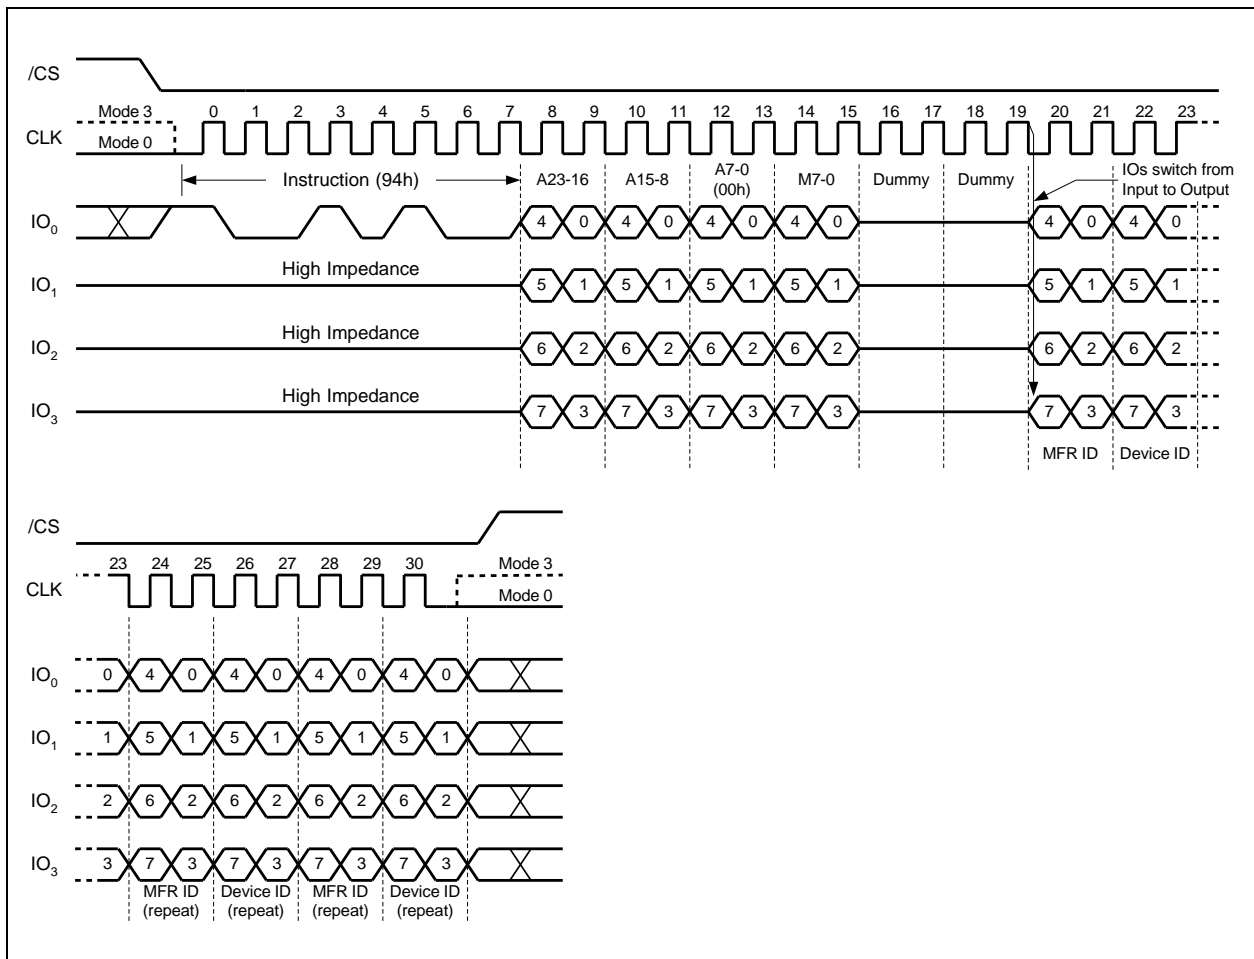 /CS
Mode 3 0 1 2 3 4 5 6 7 8 9 10 11 12 13 14 15 16 17 18 19 20 21 22 23
CLK
Mode 0
Instruction (94h)
A23-16 A15-8 A7-0 (00h) M7-0 Dummy Dummy
IOs switch from
Input to Output
IO0 4 0 4 0 4 0 4 0 4 0 4 0
High Impedance
IO1 5 1 5 1 5 1 5 1 5 1 5 1
High Impedance
IO2 6 2 6 2 6 2 6 2 6 2 6 2
High Impedance
IO3 7 3 7 3 7 3 7 3 7 3 7 3
MFR ID Device ID
/CS
23 24 25 26 27 28 29 30 Mode 3
CLK
Mode 0
IO0 0 4 0 4 0 4 0 4 0
IO1 1 5 1 5 1 5 1 5 1
IO2 2 6 2 6 2 6 2 6 2
IO3 3 7 3 7 3 7 3 7 3
MFR ID Device ID MFR ID Device ID
(repeat) (repeat) (repeat) (repeat)